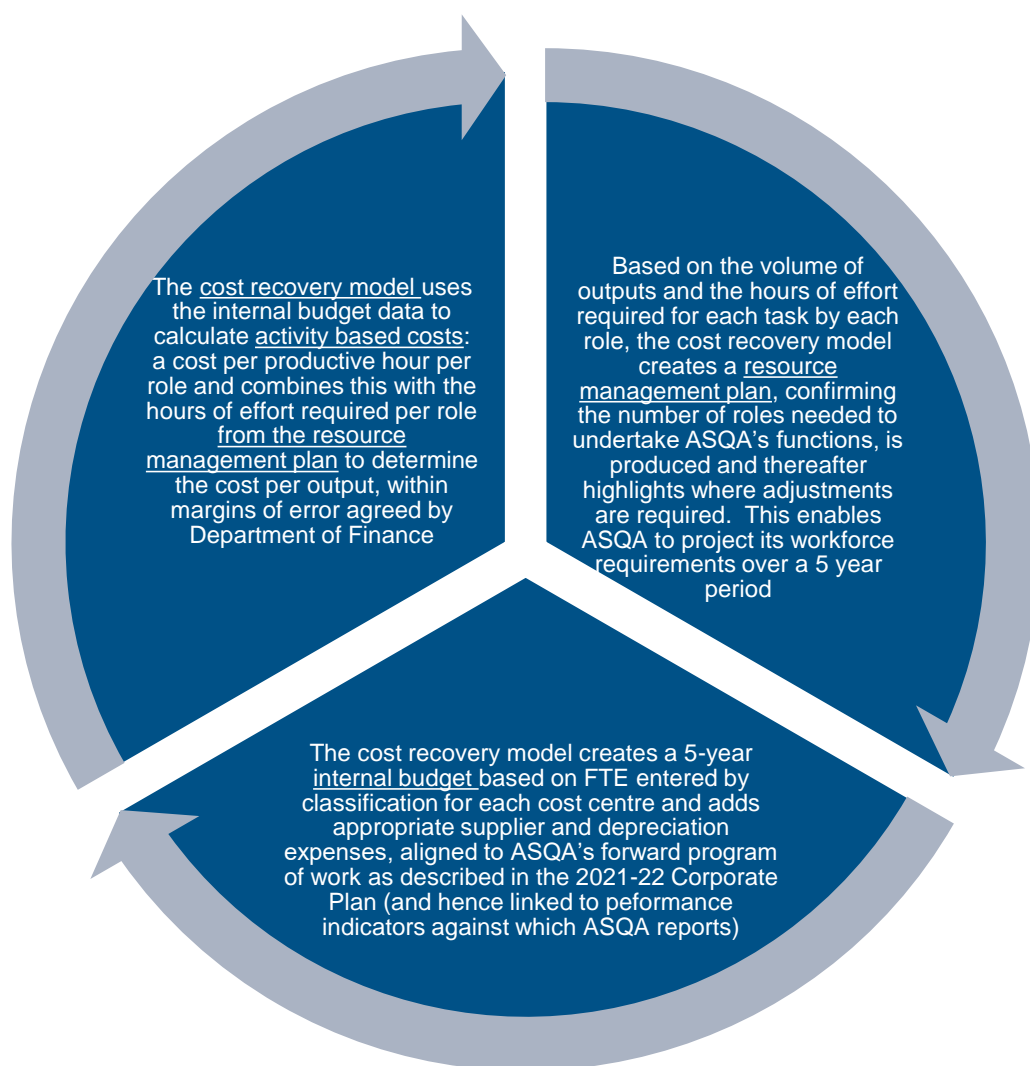 The cost recovery model uses
the internal budget data to
calculate activity based costs:
a cost per productive hour per
role and combines this with the
hours of effort required per role
from the resource
management plan to determine
the cost per output, within
margins of error agreed by
Department of Finance
Based on the volume of
outputs and the hours of effort
required for each task by each
role, the cost recovery model
creates a resource
management plan, confirming
the number of roles needed to
undertake ASQA’s functions, is
produced and thereafter
highlights where adjustments
are required.  This enables
ASQA to project its workforce
requirements over a 5 year
period
The cost recovery model creates a 5-year
internal budget based on FTE entered by
classification for each cost centre and adds
appropriate supplier and depreciation
expenses, aligned to ASQA’s forward program
of work as described in the 2021-22 Corporate
Plan (and hence linked to peformance
indicators against which ASQA reports)